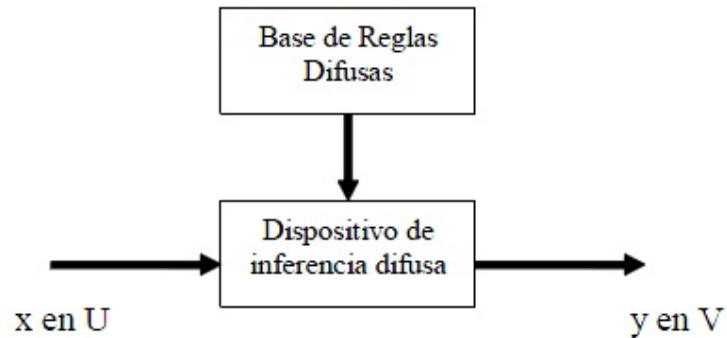 Base de Reglas
Difusas
Dispositivo de
inferencia difusa
x en U
y en V